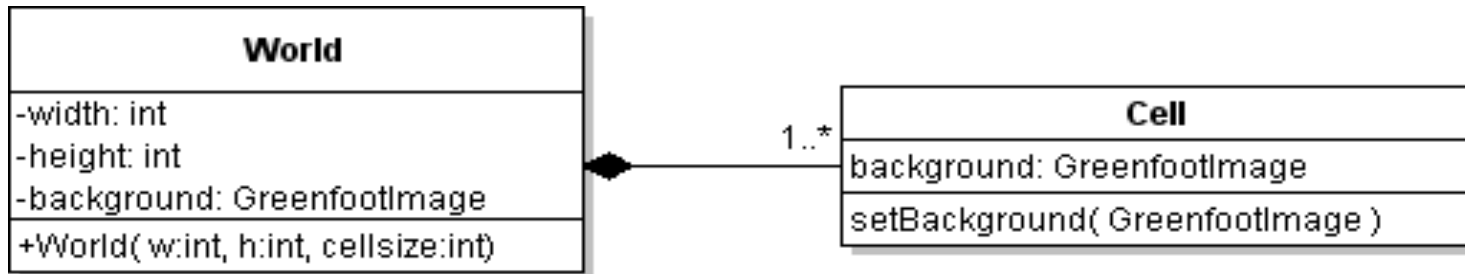 World
-width: int
-height: int
-background: GreenfootImage
+World( w:int, h:int, cellsize:int)
1..*
Cell
background: GreenfootImage
setBackground( GreenfootImage )